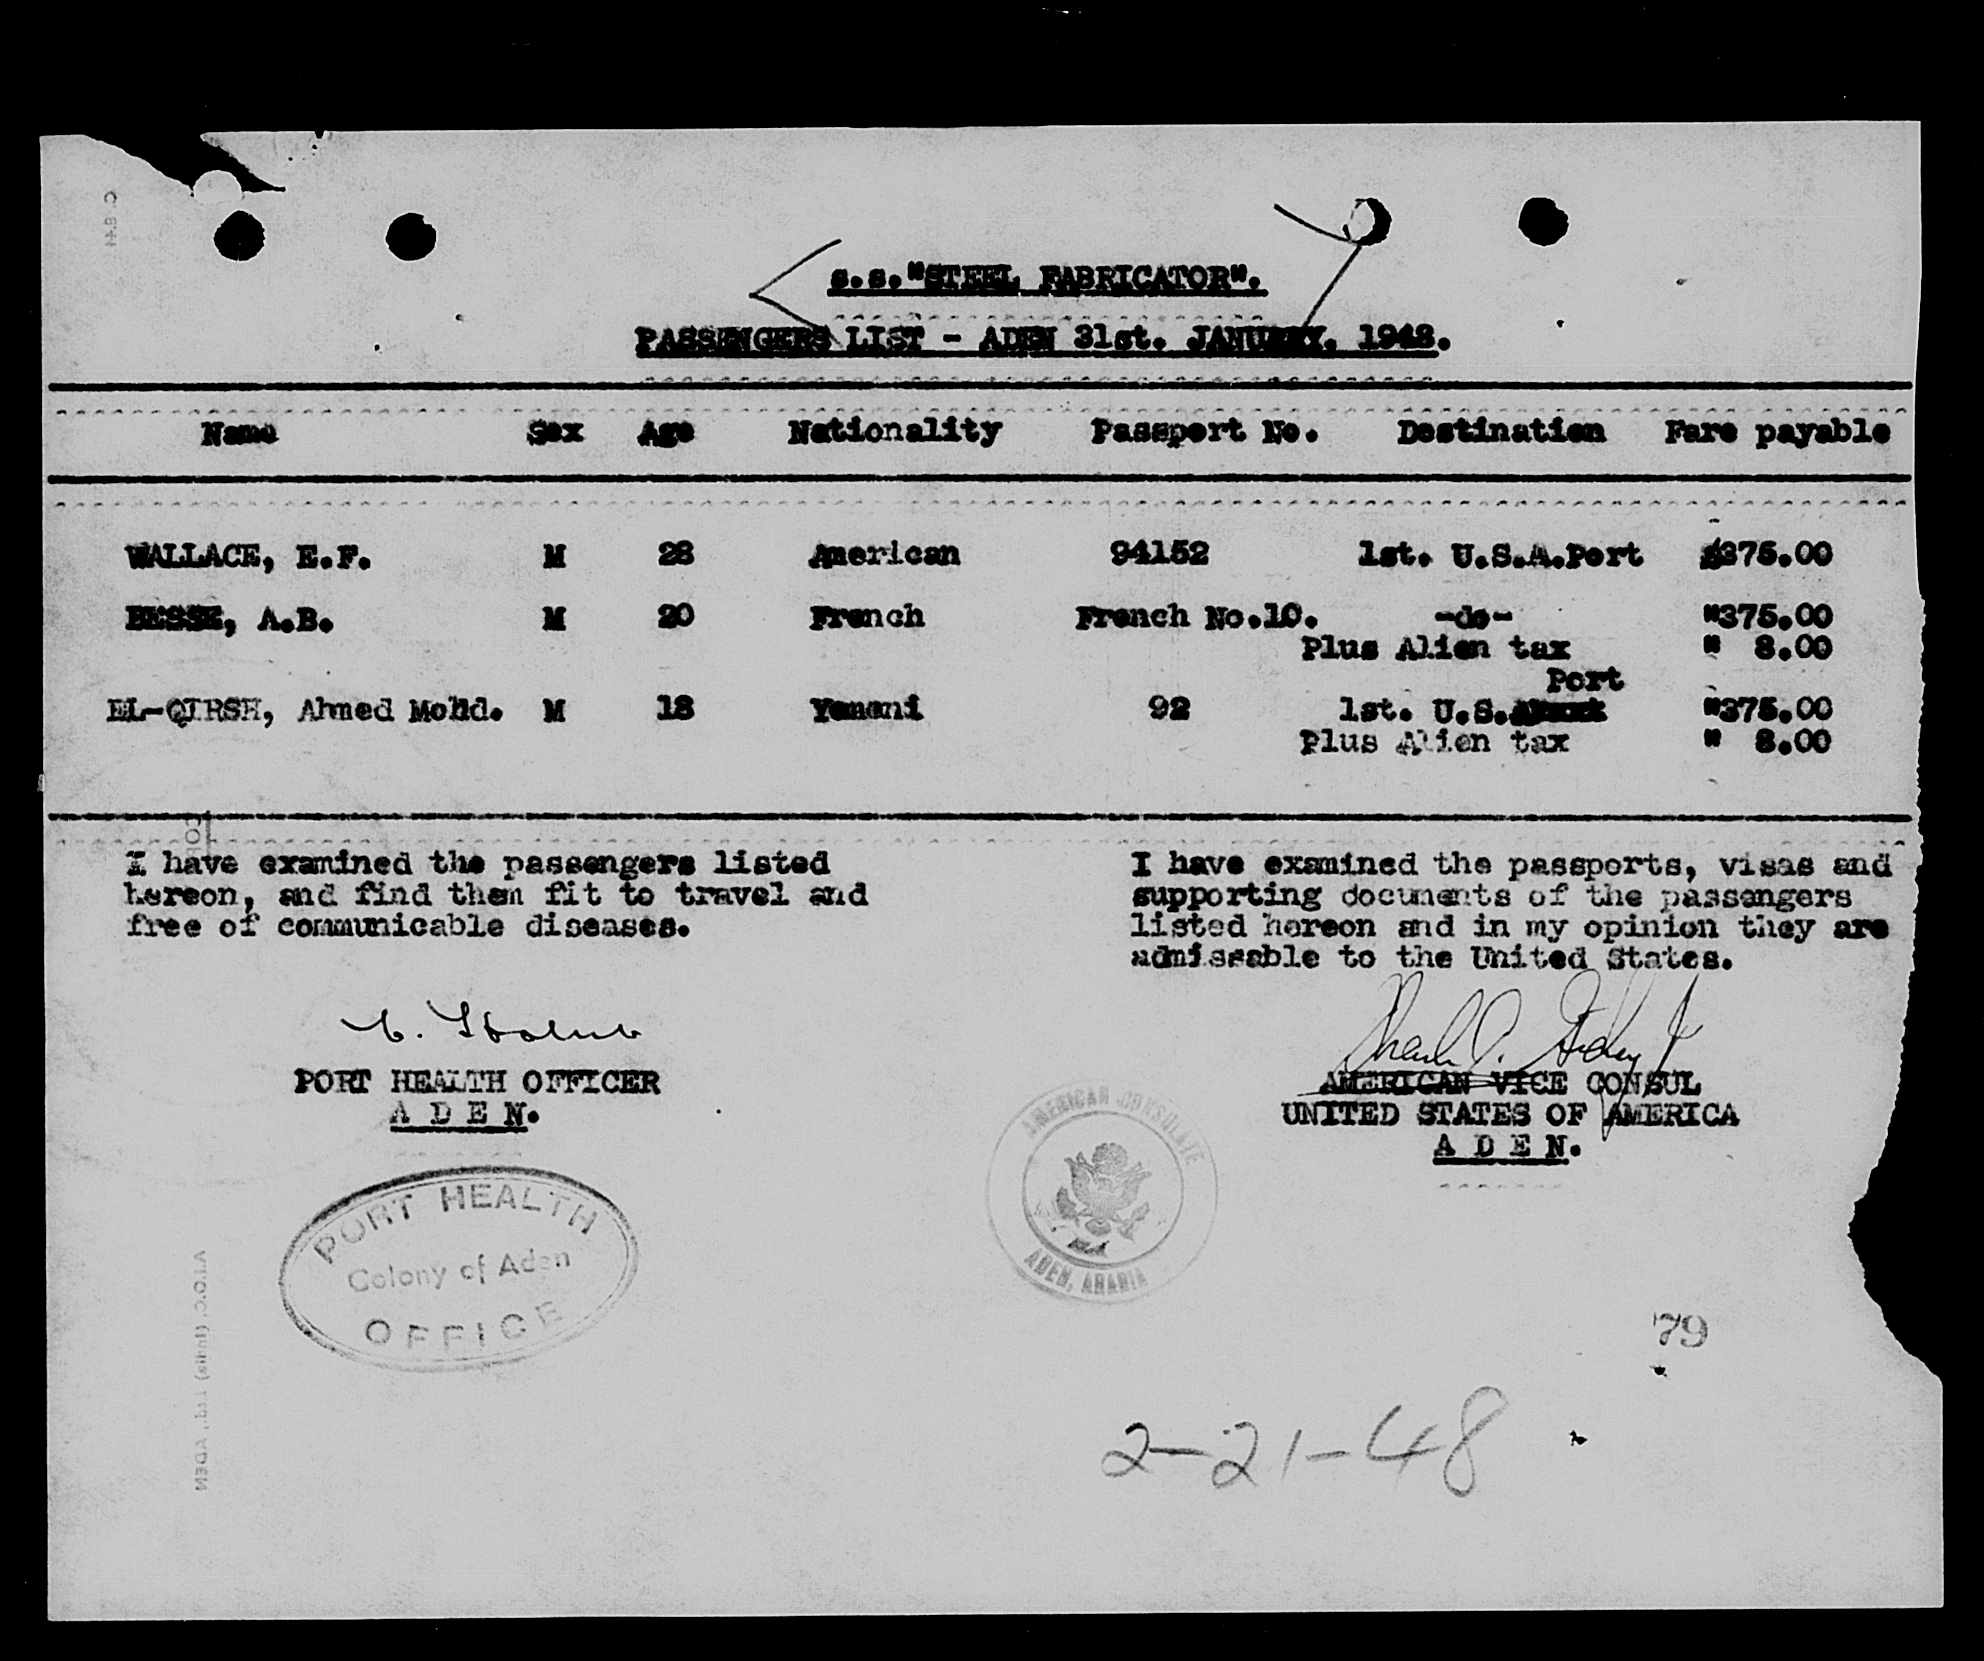 s.s."STEEL FABRICATOR".
PASSENGERS LIST - ADEN 31st. JANUARY. 1948.
Name Sex Age Nationality Passport No. Destination Fare payable
WALLACE, E.F. M 28 American 94152 1st. U.S.A.Port $375.00
BESSE, A.B. M 20 French French No.10. -do- "375.00
Plus Alien tax " 8.00
Port
EL-QIRSH, Ahmed Mohd. M 18 Yemeni 92 1st. U.S. "375.00
Plus Alien tax " 8.00
I have examined the passengers listed
hereon, and find them fit to travel and
free of communicable diseases.
I have examined the passports, visas and
supporting documents of the passengers
listed hereon and in my opinion they are
admissable to the United States.
PORT HEALTH OFFICER
A D E N.
AMERICAN VICE CONSUL
UNITED STATES OF AMERICA
A D E N.
PORT HEALTH
Colony of Aden
OFFICE
AMERICAN CONSULATE
ADEN, ARABIA
79
2-21-48